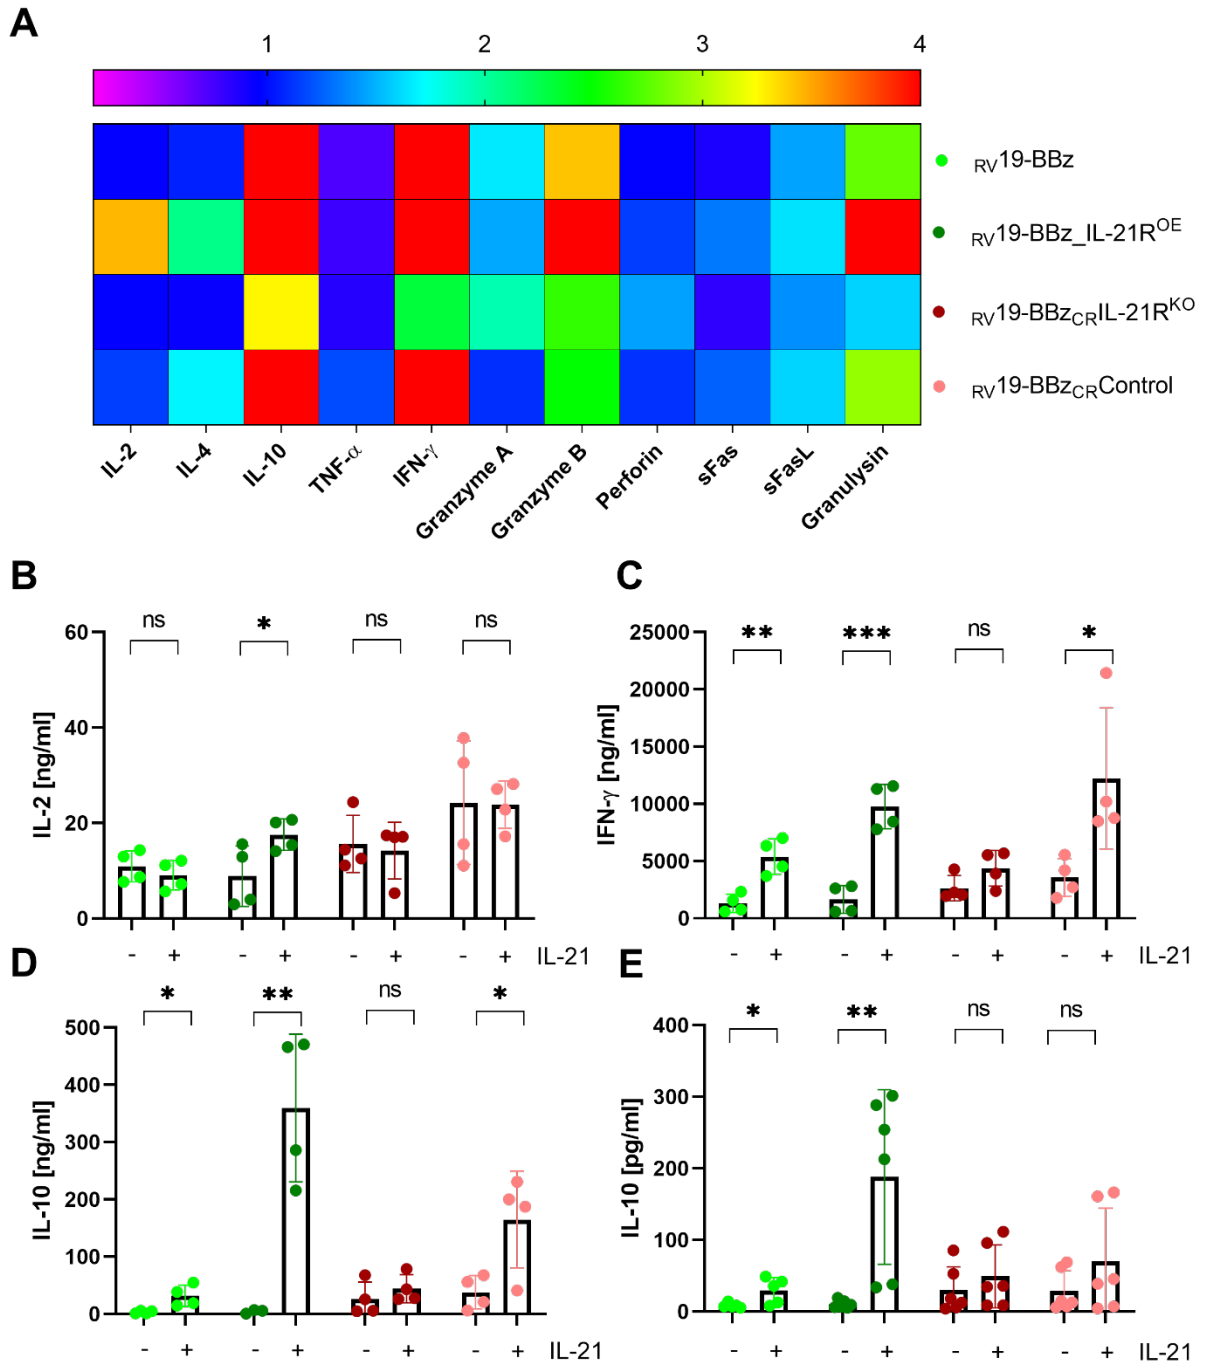 A
1 2 3 4
RV19-BBz
RV19-BBz_IL-21R^OE
RV19-BBz_CR IL-21R^KO
RV19-BBz_CR Control
IL-2 IL-4 IL-10 TNF-α IFN-γ Granzyme A Granzyme B Perforin sFas sFasL Granulysin
B
ns * ns ns
IL-2 [ng/ml]
60
40
20
0
- + - + - + - + IL-21
C
** *** ns *
IFN-γ [ng/ml]
25000
20000
15000
10000
5000
0
- + - + - + - + IL-21
D
* ** ns *
IL-10 [ng/ml]
500
400
300
200
100
0
- + - + - + - + IL-21
E
* ** ns ns
IL-10 [pg/ml]
400
300
200
100
0
- + - + - + - + IL-21